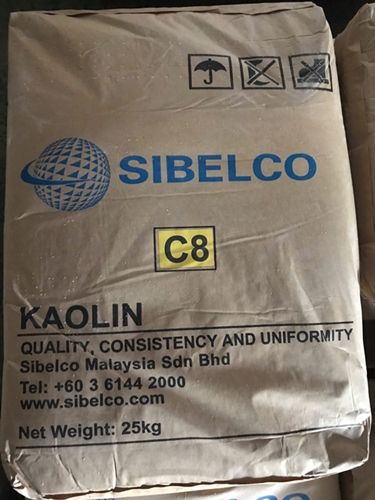 SIBELCO
C8
KAOLIN
QUALITY, CONSISTENCY AND UNIFORMITY
Sibelco Malaysia Sdn Bhd
Tel: +60 3 6144 2000
www.sibelco.com
Net Weight: 25kg